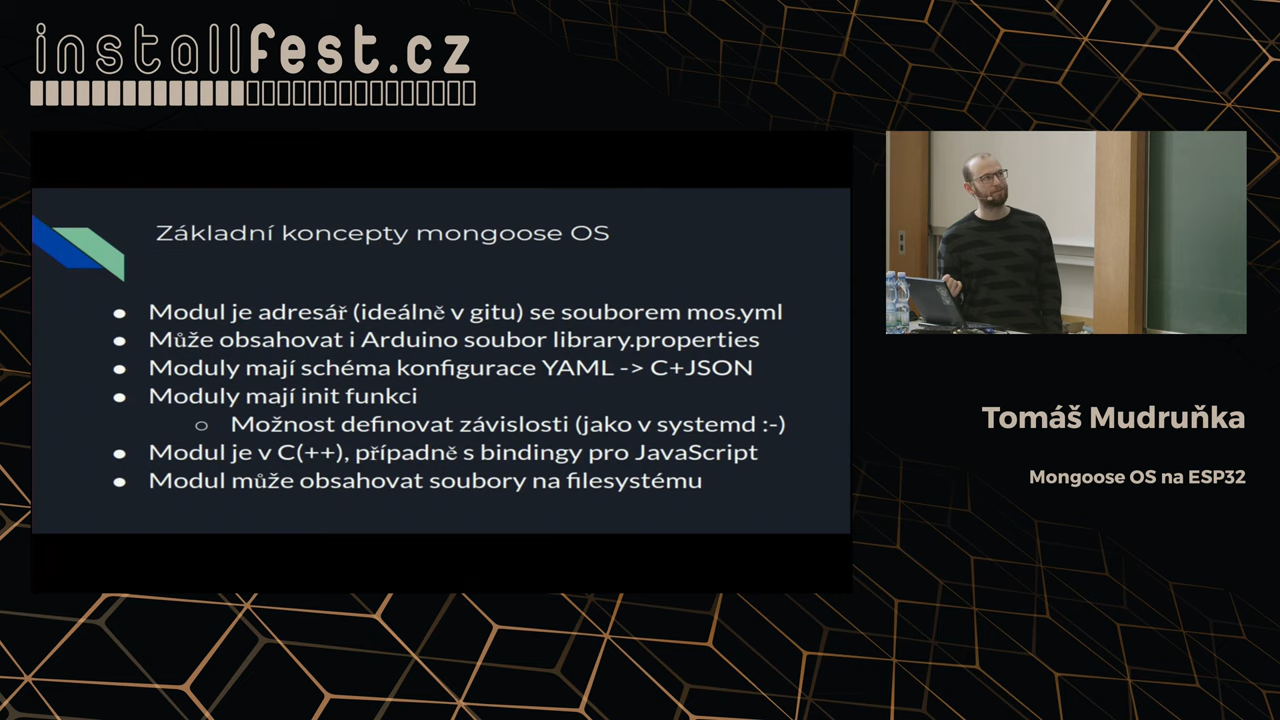 installfest.cz
Základní koncepty mongoose OS
● Modul je adresář (ideálně v gitu) se souborem mos.yml
● Může obsahovat i Arduino soubor library.properties
● Moduly mají schéma konfigurace YAML -> C+JSON
● Moduly mají init funkci
○ Možnost definovat závislosti (jako v systemd :-)
● Modul je v C(++), případně s bindingy pro JavaScript
● Modul může obsahovat soubory na filesystému
Tomáš Mudruňka
Mongoose OS na ESP32